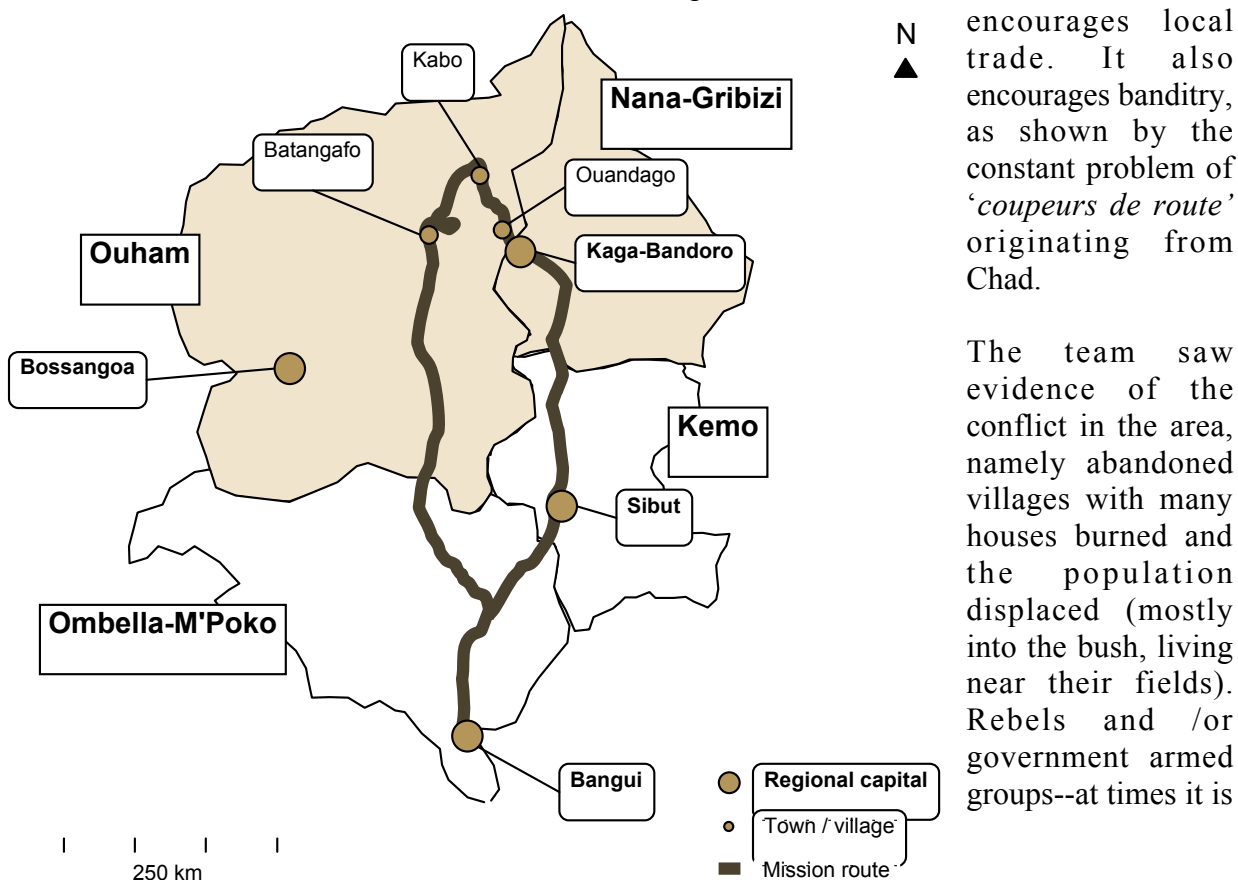 N
Kabo
Nana-Gribizi
Batangafo
Ouandago
Ouham
Kaga-Bandoro
Bossangoa
Kemo
Sibut
Ombella-M'Poko
Bangui
Regional capital
Town / village
Mission route
250 km
encourages local
trade. It also
encourages banditry,
as shown by the
constant problem of
‘coupeurs de route’
originating from
Chad.
The team saw
evidence of the
conflict in the area,
namely abandoned
villages with many
houses burned and
the population
displaced (mostly
into the bush, living
near their fields).
Rebels and /or
government armed
groups--at times it is